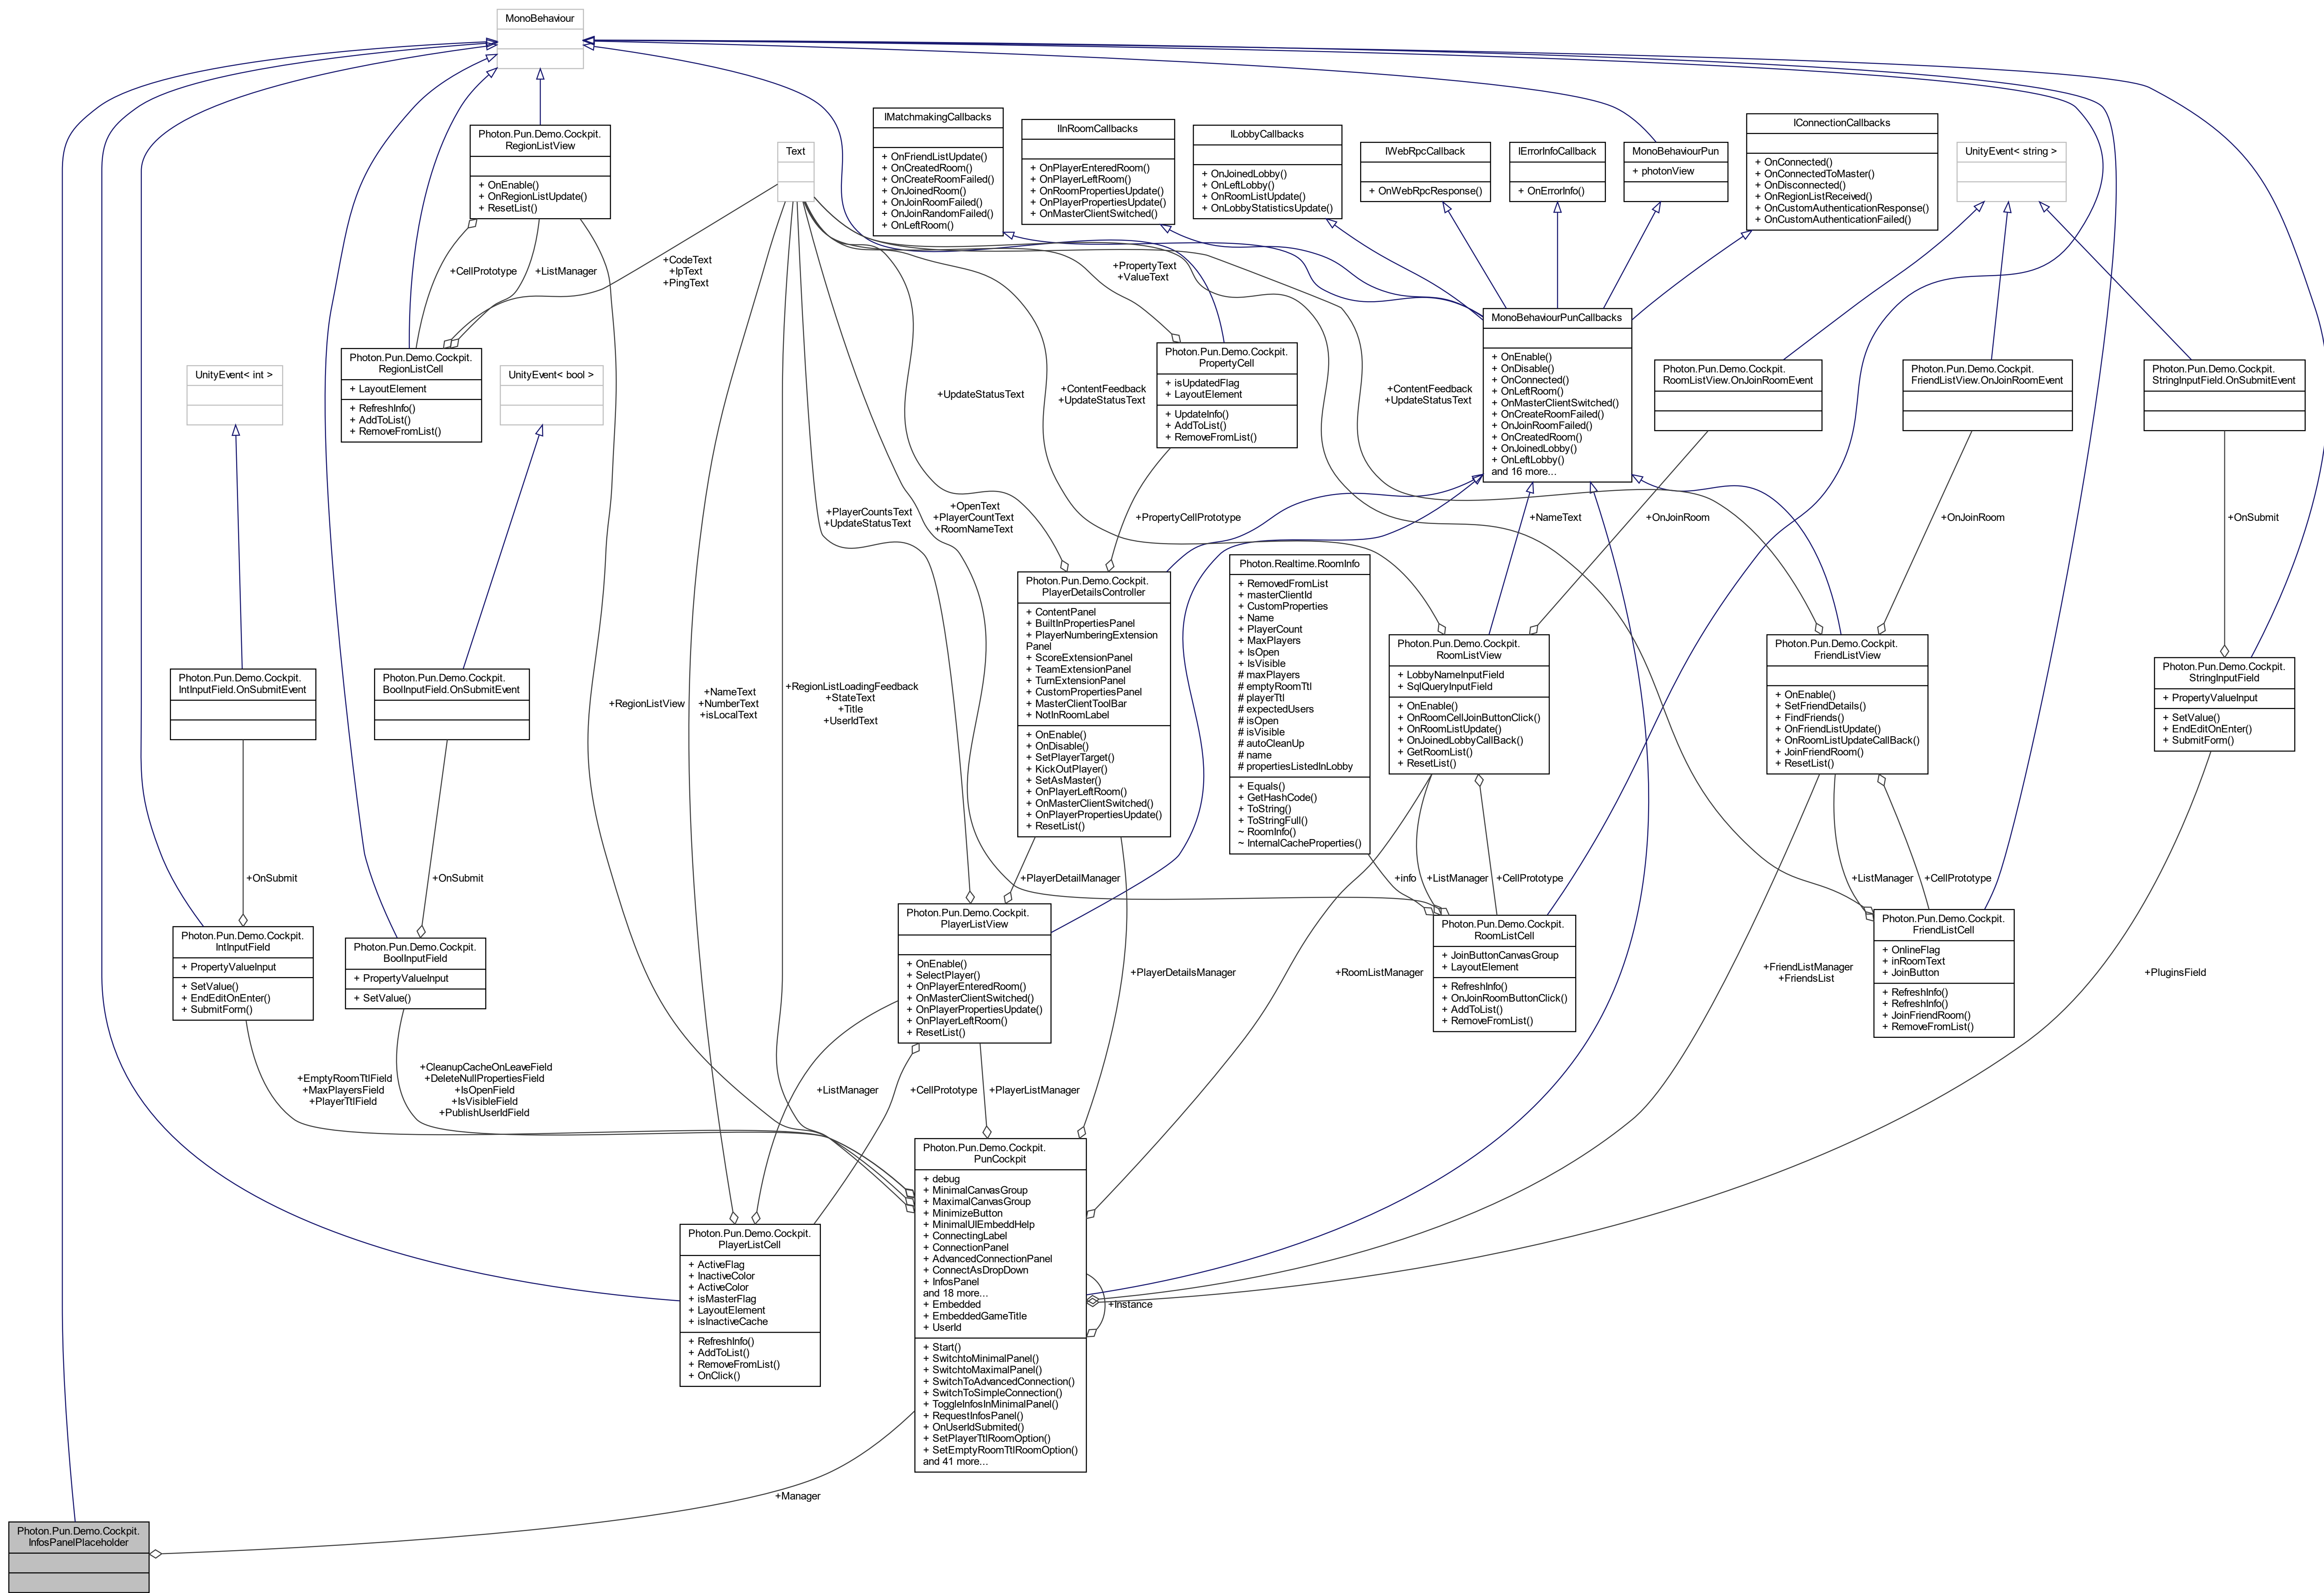 MonoBehaviour
Photon.Pun.Demo.Cockpit.
RegionListView
+ OnEnable()
+ OnRegionListUpdate()
+ ResetList()
Text
IMatchmakingCallbacks
+ OnFriendListUpdate()
+ OnCreatedRoom()
+ OnCreateRoomFailed()
+ OnJoinedRoom()
+ OnJoinRoomFailed()
+ OnJoinRandomFailed()
+ OnLeftRoom()
IInRoomCallbacks
+ OnPlayerEnteredRoom()
+ OnPlayerLeftRoom()
+ OnRoomPropertiesUpdate()
+ OnPlayerPropertiesUpdate()
+ OnMasterClientSwitched()
ILobbyCallbacks
+ OnJoinedLobby()
+ OnLeftLobby()
+ OnRoomListUpdate()
+ OnLobbyStatisticsUpdate()
IWebRpcCallback
+ OnWebRpcResponse()
IErrorInfoCallback
+ OnErrorInfo()
MonoBehaviourPun
+ photonView
IConnectionCallbacks
+ OnConnected()
+ OnConnectedToMaster()
+ OnDisconnected()
+ OnRegionListReceived()
+ OnCustomAuthenticationResponse()
+ OnCustomAuthenticationFailed()
UnityEvent< string >
+CellPrototype
+ListManager
+CodeText
+IpText
+PingText
+PropertyText
+ValueText
UnityEvent< int >
Photon.Pun.Demo.Cockpit.
RegionListCell
+ LayoutElement
+ RefreshInfo()
+ AddToList()
+ RemoveFromList()
UnityEvent< bool >
+UpdateStatusText
+ContentFeedback
+UpdateStatusText
Photon.Pun.Demo.Cockpit.
PropertyCell
+ isUpdatedFlag
+ LayoutElement
+ UpdateInfo()
+ AddToList()
+ RemoveFromList()
+ContentFeedback
+UpdateStatusText
MonoBehaviourPunCallbacks
+ OnEnable()
+ OnDisable()
+ OnConnected()
+ OnLeftRoom()
+ OnMasterClientSwitched()
+ OnCreateRoomFailed()
+ OnJoinRoomFailed()
+ OnCreatedRoom()
+ OnJoinedLobby()
+ OnLeftLobby()
and 16 more...
Photon.Pun.Demo.Cockpit.
RoomListView.OnJoinRoomEvent
Photon.Pun.Demo.Cockpit.
FriendListView.OnJoinRoomEvent
Photon.Pun.Demo.Cockpit.
StringInputField.OnSubmitEvent
+PlayerCountsText
+UpdateStatusText
+OpenText
+PlayerCountText
+RoomNameText
+PropertyCellPrototype
+NameText
+OnJoinRoom
+OnJoinRoom
+OnSubmit
Photon.Pun.Demo.Cockpit.
IntInputField.OnSubmitEvent
Photon.Pun.Demo.Cockpit.
BoolInputField.OnSubmitEvent
+RegionListView
+NameText
+NumberText
+isLocalText
+RegionListLoadingFeedback
+StateText
+Title
+UserIdText
Photon.Pun.Demo.Cockpit.
PlayerDetailsController
+ ContentPanel
+ BuiltInPropertiesPanel
+ PlayerNumberingExtension
Panel
+ ScoreExtensionPanel
+ TeamExtensionPanel
+ TurnExtensionPanel
+ CustomPropertiesPanel
+ MasterClientToolBar
+ NotInRoomLabel
+ OnEnable()
+ OnDisable()
+ SetPlayerTarget()
+ KickOutPlayer()
+ SetAsMaster()
+ OnPlayerLeftRoom()
+ OnMasterClientSwitched()
+ OnPlayerPropertiesUpdate()
+ ResetList()
Photon.Realtime.RoomInfo
+ RemovedFromList
+ masterClientId
+ CustomProperties
+ Name
+ PlayerCount
+ MaxPlayers
+ IsOpen
+ IsVisible
# maxPlayers
# emptyRoomTtl
# playerTtl
# expectedUsers
# isOpen
# isVisible
# autoCleanUp
# name
# propertiesListedInLobby
+ Equals()
+ GetHashCode()
+ ToString()
+ ToStringFull()
~ RoomInfo()
~ InternalCacheProperties()
Photon.Pun.Demo.Cockpit.
RoomListView
+ LobbyNameInputField
+ SqlQueryInputField
+ OnEnable()
+ OnRoomCellJoinButtonClick()
+ OnRoomListUpdate()
+ OnJoinedLobbyCallBack()
+ GetRoomList()
+ ResetList()
Photon.Pun.Demo.Cockpit.
FriendListView
+ OnEnable()
+ SetFriendDetails()
+ FindFriends()
+ OnFriendListUpdate()
+ OnRoomListUpdateCallBack()
+ JoinFriendRoom()
+ ResetList()
Photon.Pun.Demo.Cockpit.
StringInputField
+ PropertyValueInput
+ SetValue()
+ EndEditOnEnter()
+ SubmitForm()
+OnSubmit
+OnSubmit
+PlayerDetailManager
+info
+ListManager
+CellPrototype
+ListManager
+CellPrototype
Photon.Pun.Demo.Cockpit.
IntInputField
+ PropertyValueInput
+ SetValue()
+ EndEditOnEnter()
+ SubmitForm()
Photon.Pun.Demo.Cockpit.
BoolInputField
+ PropertyValueInput
+ SetValue()
Photon.Pun.Demo.Cockpit.
PlayerListView
+ OnEnable()
+ SelectPlayer()
+ OnPlayerEnteredRoom()
+ OnMasterClientSwitched()
+ OnPlayerPropertiesUpdate()
+ OnPlayerLeftRoom()
+ ResetList()
+PlayerDetailsManager
+RoomListManager
Photon.Pun.Demo.Cockpit.
RoomListCell
+ JoinButtonCanvasGroup
+ LayoutElement
+ RefreshInfo()
+ OnJoinRoomButtonClick()
+ AddToList()
+ RemoveFromList()
+FriendListManager
+FriendsList
Photon.Pun.Demo.Cockpit.
FriendListCell
+ OnlineFlag
+ inRoomText
+ JoinButton
+ RefreshInfo()
+ RefreshInfo()
+ JoinFriendRoom()
+ RemoveFromList()
+PluginsField
+EmptyRoomTtlField
+MaxPlayersField
+PlayerTtlField
+CleanupCacheOnLeaveField
+DeleteNullPropertiesField
+IsOpenField
+IsVisibleField
+PublishUserIdField
+ListManager
+CellPrototype
+PlayerListManager
Photon.Pun.Demo.Cockpit.
PlayerListCell
+ ActiveFlag
+ InactiveColor
+ ActiveColor
+ isMasterFlag
+ LayoutElement
+ isInactiveCache
+ RefreshInfo()
+ AddToList()
+ RemoveFromList()
+ OnClick()
Photon.Pun.Demo.Cockpit.
PunCockpit
+ debug
+ MinimalCanvasGroup
+ MaximalCanvasGroup
+ MinimizeButton
+ MinimalUIEmbeddHelp
+ ConnectingLabel
+ ConnectionPanel
+ AdvancedConnectionPanel
+ ConnectAsDropDown
+ InfosPanel
and 18 more...
+ Embedded
+ EmbeddedGameTitle
+ UserId
+ Start()
+ SwitchtoMinimalPanel()
+ SwitchtoMaximalPanel()
+ SwitchToAdvancedConnection()
+ SwitchToSimpleConnection()
+ ToggleInfosInMinimalPanel()
+ RequestInfosPanel()
+ OnUserIdSubmited()
+ SetPlayerTtlRoomOption()
+ SetEmptyRoomTtlRoomOption()
and 41 more...
+Instance
+Manager
Photon.Pun.Demo.Cockpit.
InfosPanelPlaceholder